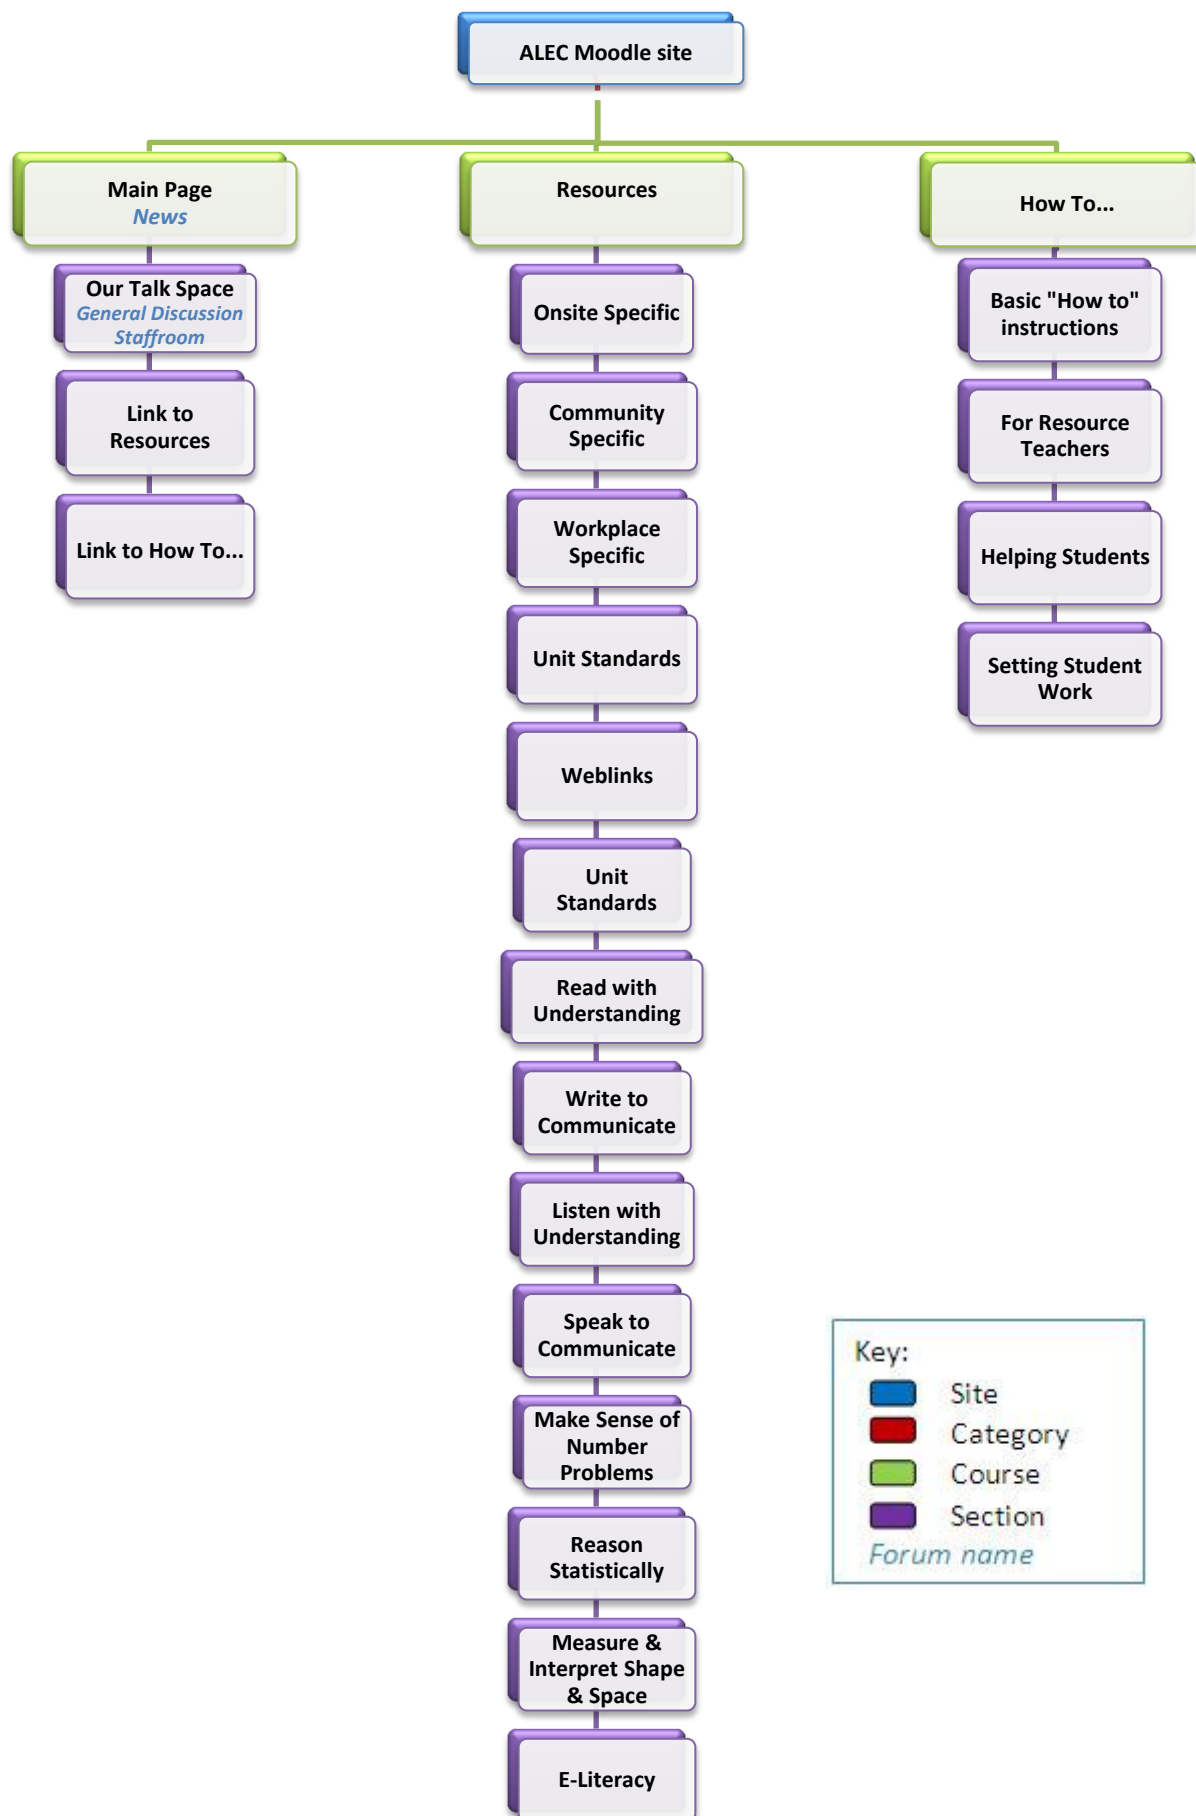 ALEC Moodle site
Main Page
News
Our Talk Space
General Discussion
Staffroom
Link to
Resources
Link to How To...
Resources
Onsite Specific
Community
Specific
Workplace
Specific
Unit Standards
Weblinks
Unit
Standards
Read with
Understanding
Write to
Communicate
Listen with
Understanding
Speak to
Communicate
Make Sense of
Number
Problems
Reason
Statistically
Measure &
Interpret Shape
& Space
E-Literacy
How To...
Basic "How to"
instructions
For Resource
Teachers
Helping Students
Setting Student
Work
Key:
Site
Category
Course
Section
Forum name